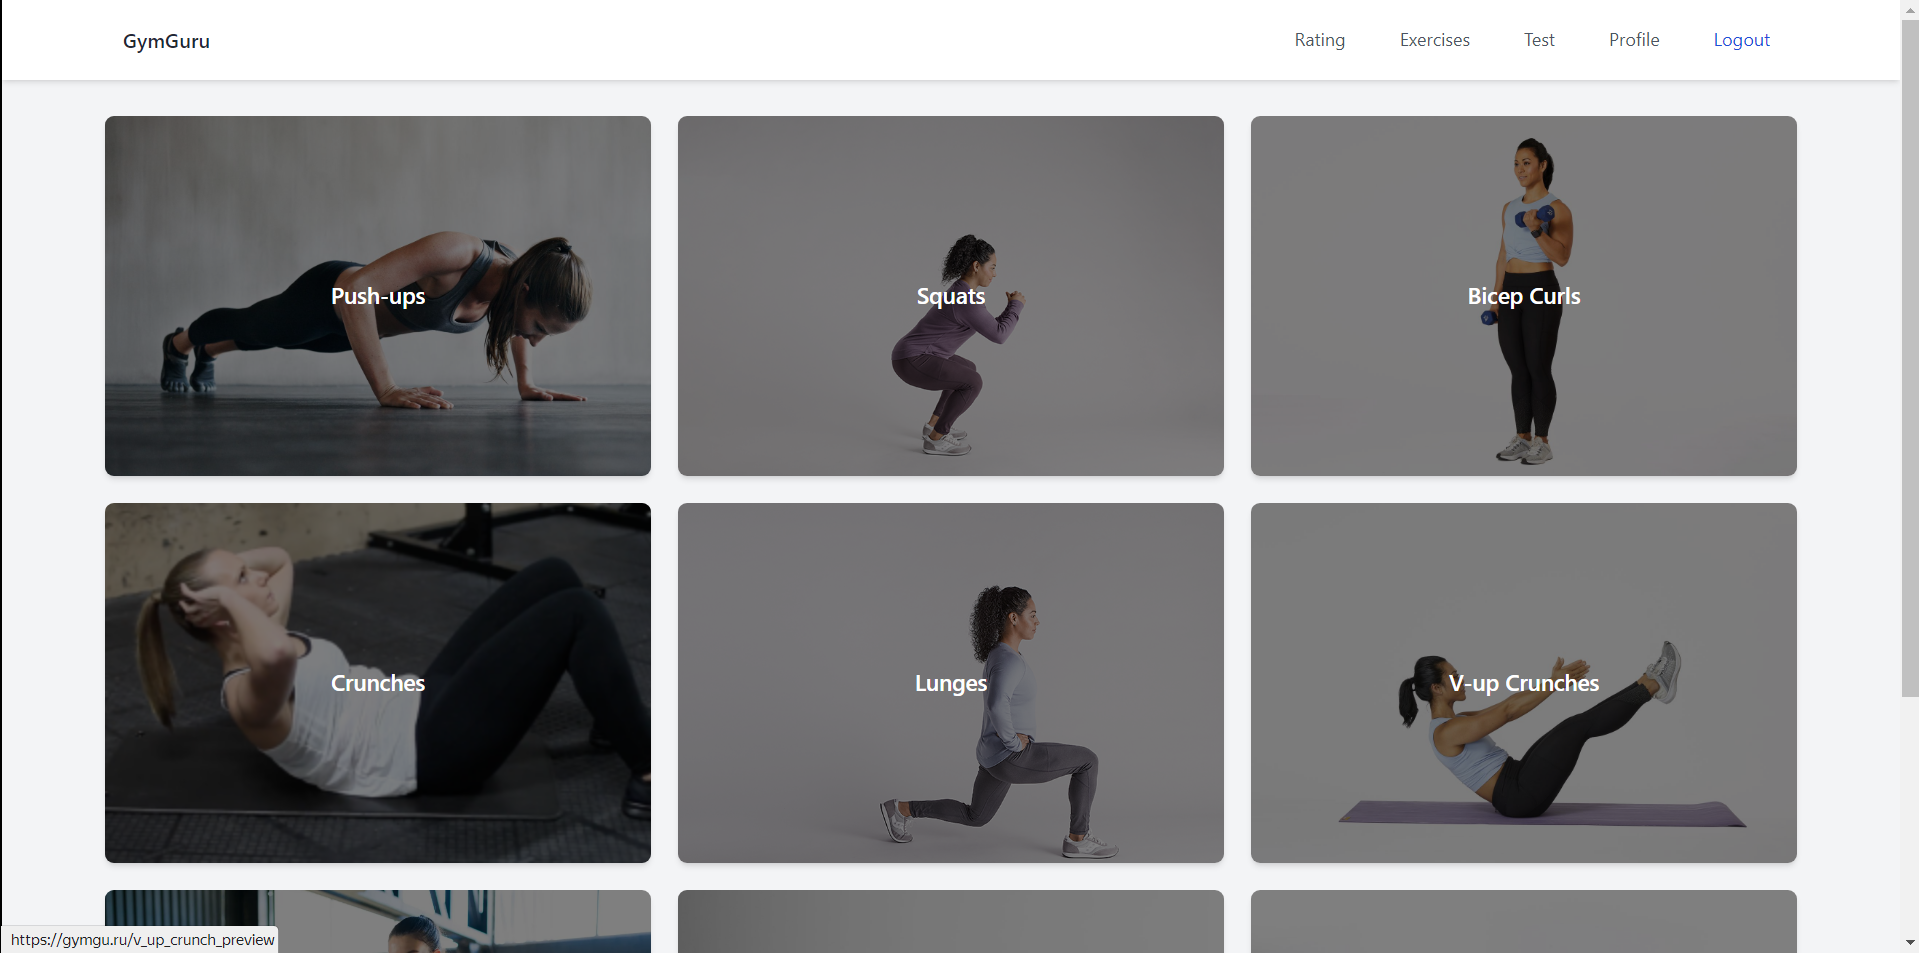 GymGuru
Rating
Exercises
Test
Profile
Logout
Push-ups
Squats
Bicep Curls
Crunches
Lunges
V-up Crunches
https://gymgu.ru/v_up_crunch_preview